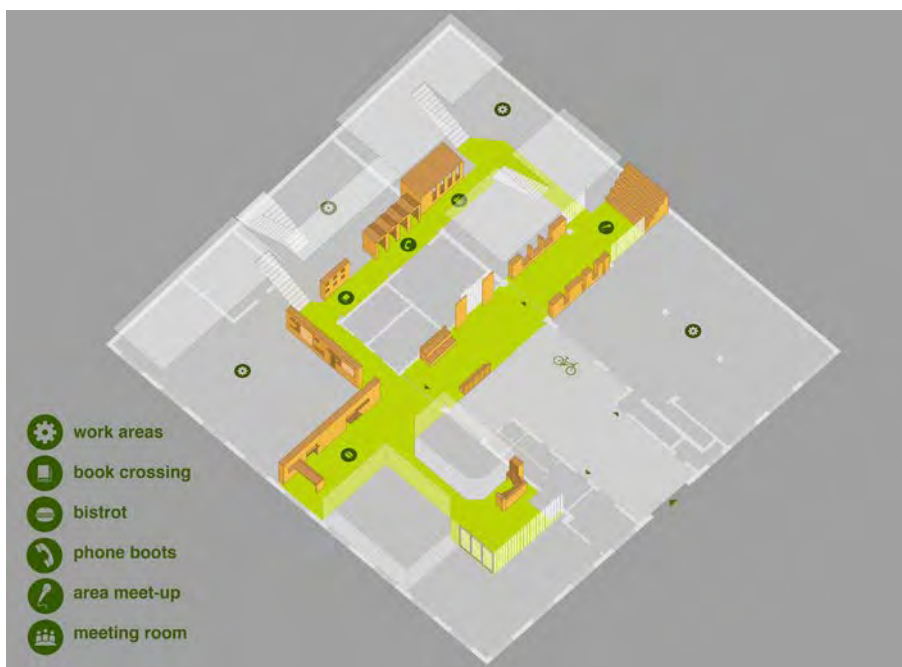 work areas
book crossing
bistrot
phone boots
area meet-up
meeting room